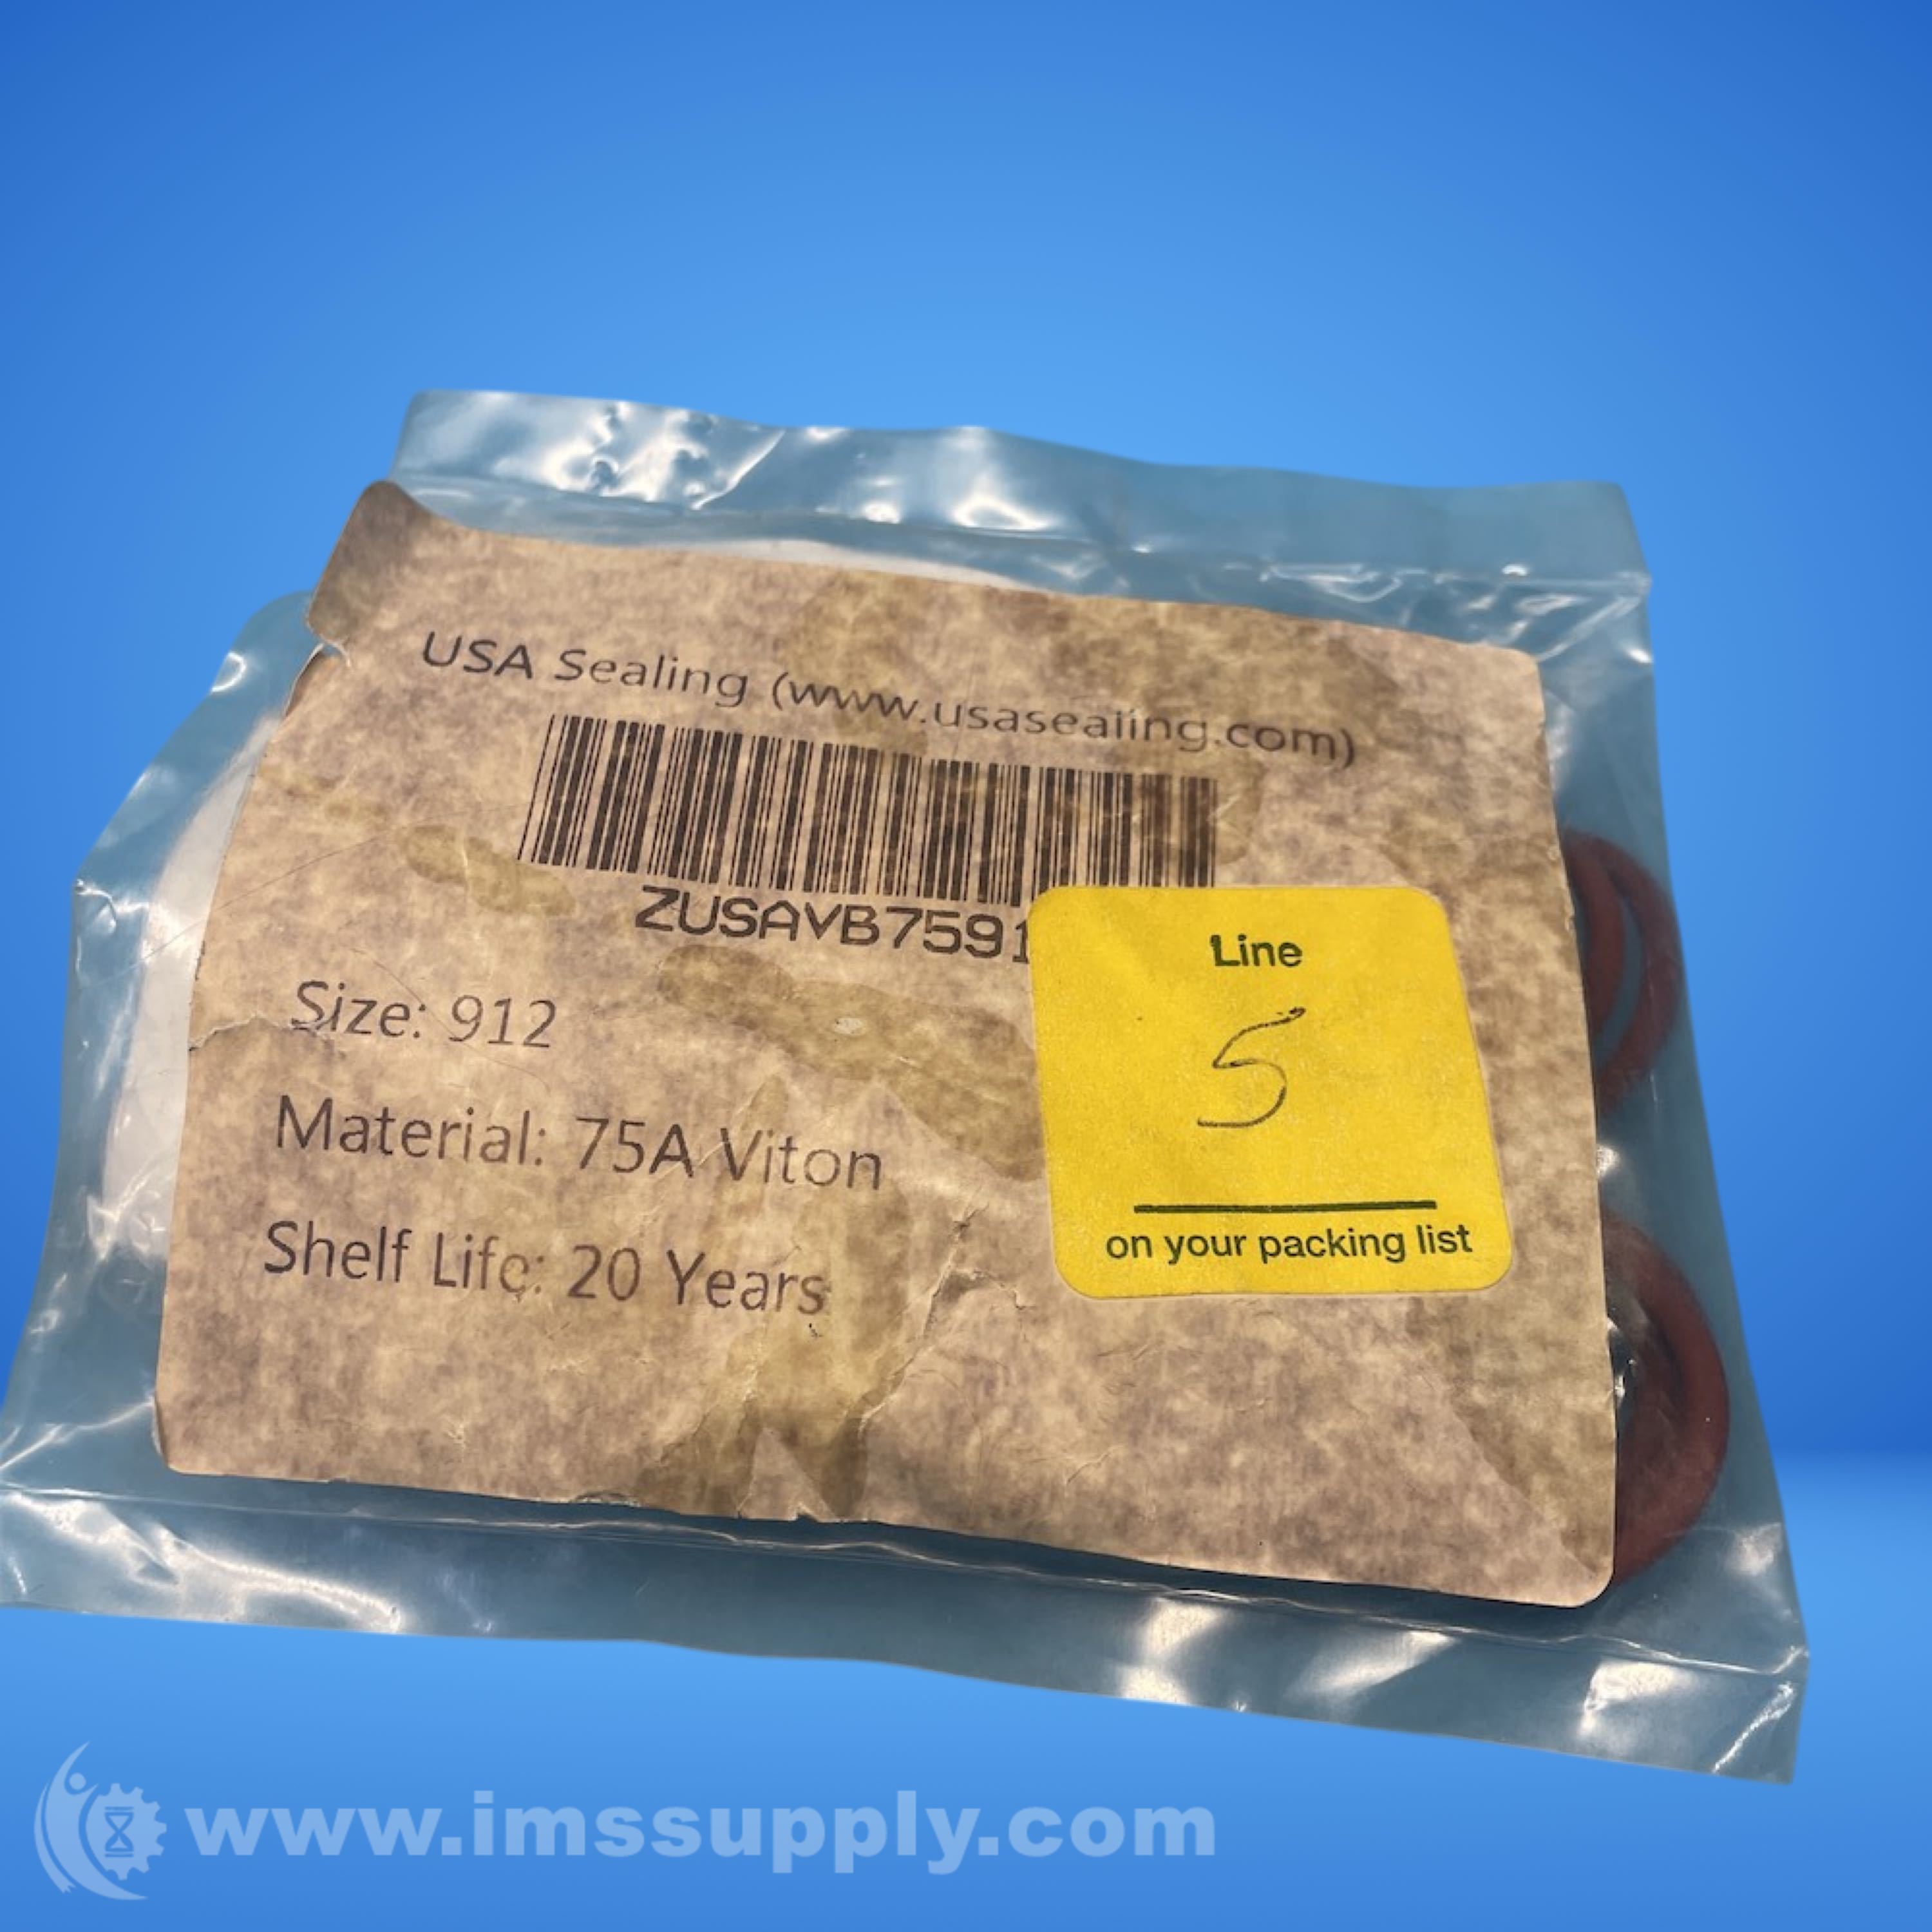 USA Sealing (www.usasealing.com)
ZUSAVB7591
Size: 912
Material: 75A Viton
Shelf Life: 20 Years
Line
5
on your packing list
www.imssupply.com